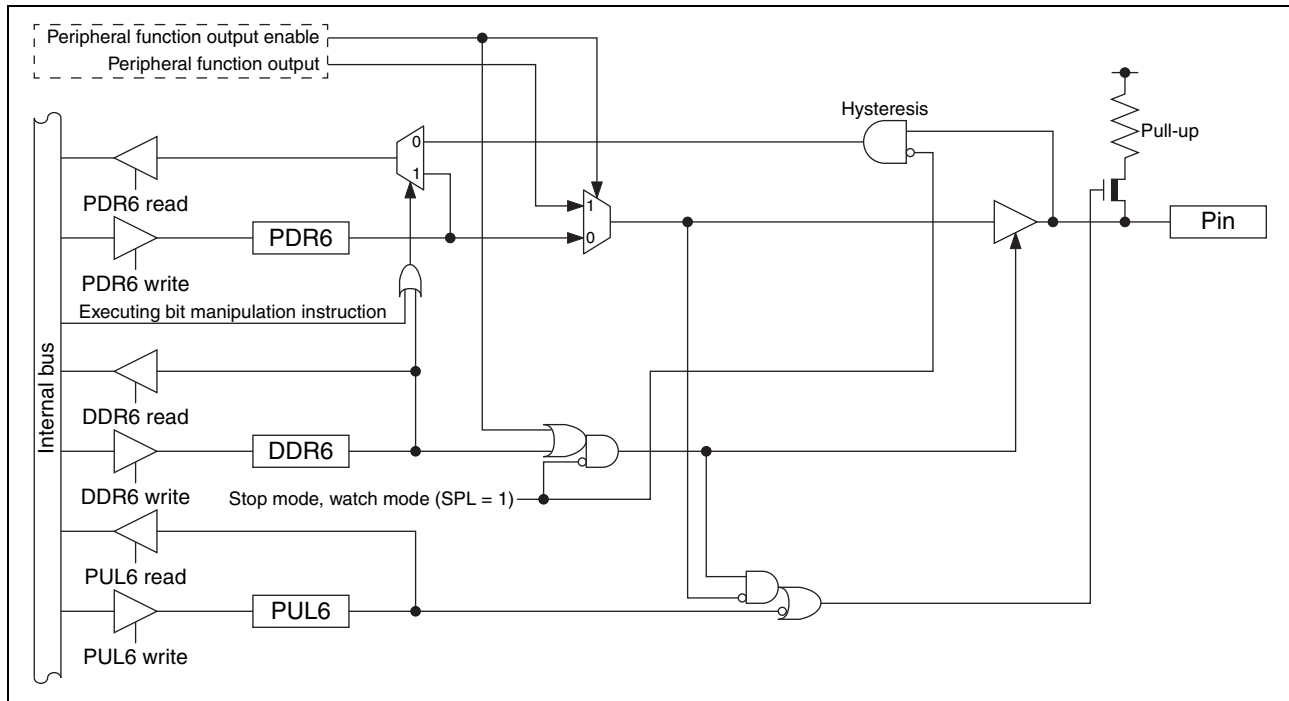 Peripheral function output enable
Peripheral function output
Hysteresis
Pull-up
0
1
PDR6 read
1
0
PDR6
Pin
PDR6 write
Executing bit manipulation instruction
Internal bus
DDR6 read
DDR6
DDR6 write
Stop mode, watch mode (SPL = 1)
PUL6 read
PUL6
PUL6 write